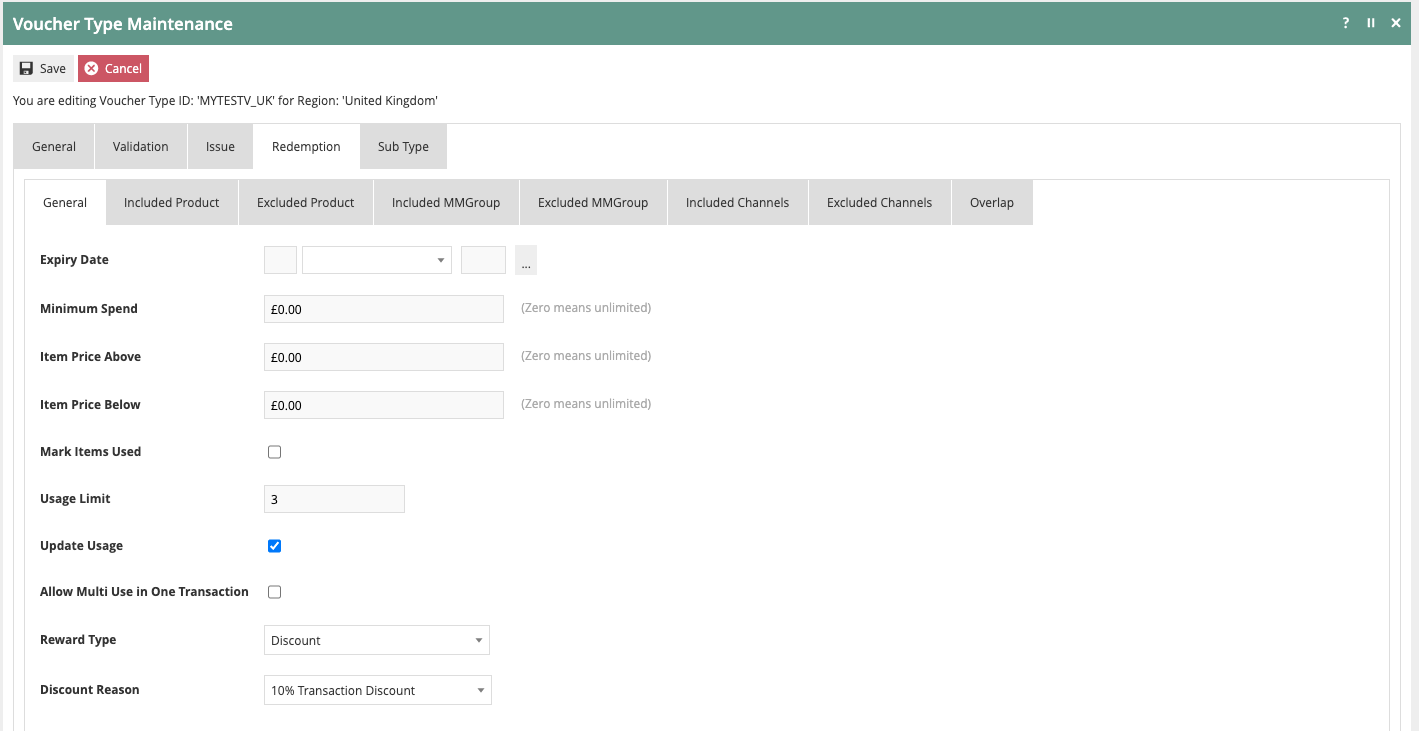 Voucher Type Maintenance
Save Cancel
You are editing Voucher Type ID: 'MYTESTV_UK' for Region: 'United Kingdom'
General Validation Issue Redemption Sub Type
General Included Product Excluded Product Included MMGroup Excluded MMGroup Included Channels Excluded Channels Overlap
Expiry Date ...
Minimum Spend £0.00 (Zero means unlimited)
Item Price Above £0.00 (Zero means unlimited)
Item Price Below £0.00 (Zero means unlimited)
Mark Items Used
Usage Limit 3
Update Usage
Allow Multi Use in One Transaction
Reward Type Discount
Discount Reason 10% Transaction Discount